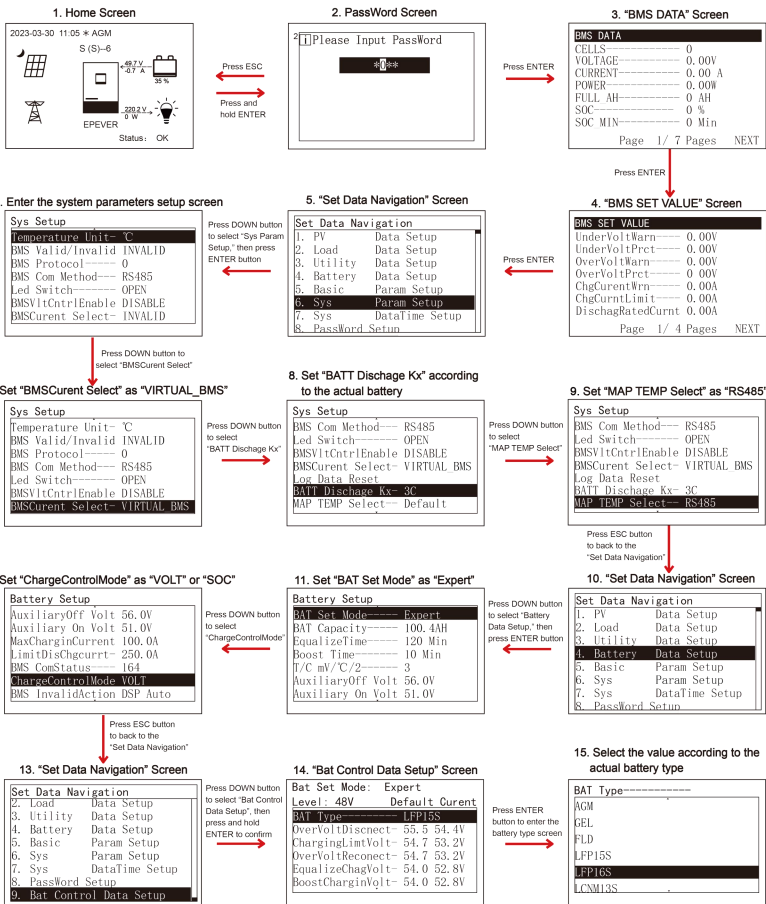 1. Home Screen
2023-03-30 11:05 ☀ AGM
S (S)--6
49.7 V
-0.7 A
35 %
220.2 V
0 W
EPEVER
Status: OK
Press ESC
Press and
hold ENTER
2. PassWord Screen
2 i Please Input PassWord
*0**
Press ENTER
3. “BMS DATA” Screen
BMS DATA
CELLS------------ 0
VOLTAGE---------- 0.00V
CURRENT---------- 0.00 A
POWER------------ 0.00W
FULL AH---------- 0 AH
SOC-------------- 0 %
SOC MIN---------- 0 Min
Page 1/ 7 Pages NEXT
Press ENTER
4. “BMS SET VALUE” Screen
BMS SET VALUE
UnderVoltWarn---- 0.00V
UnderVoltPrct---- 0.00V
OverVoltWarn----- 0.00V
OverVoltPrct----- 0.00V
ChgCurentWrn----- 0.00A
ChgCurntLimit---- 0.00A
DischagRatedCurnt 0.00A
Page 1/ 4 Pages NEXT
Press ENTER
5. “Set Data Navigation” Screen
Set Data Navigation
1. PV Data Setup
2. Load Data Setup
3. Utility Data Setup
4. Battery Data Setup
5. Basic Param Setup
6. Sys Param Setup
7. Sys DataTime Setup
8. PassWord Setup
Press DOWN button
to select “Sys Param
Setup,” then press
ENTER button
. Enter the system parameters setup screen
Sys Setup
Temperature Unit- ℃
BMS Valid/Invalid INVALID
BMS Protocol----- 0
BMS Com Method--- RS485
Led Switch------- OPEN
BMSVltCntrlEnable DISABLE
BMSCurent Select- INVALID
Press DOWN button to
select “BMSCurent Select”
Set “BMSCurent Select” as “VIRTUAL_BMS”
Sys Setup
Temperature Unit- ℃
BMS Valid/Invalid INVALID
BMS Protocol----- 0
BMS Com Method--- RS485
Led Switch------- OPEN
BMSVltCntrlEnable DISABLE
BMSCurent Select- VIRTUAL BMS
Press DOWN button
to select
“BATT Dischage Kx”
8. Set “BATT Dischage Kx” according
to the actual battery
Sys Setup
BMS Com Method--- RS485
Led Switch------- OPEN
BMSVltCntrlEnable DISABLE
BMSCurent Select- VIRTUAL_BMS
Log Data Reset
BATT Dischage Kx- 3C
MAP TEMP Select-- Default
Press DOWN button
to select
“MAP TEMP Select”
9. Set “MAP TEMP Select” as “RS485”
Sys Setup
BMS Com Method--- RS485
Led Switch------- OPEN
BMSVltCntrlEnable DISABLE
BMSCurent Select- VIRTUAL BMS
Log Data Reset
BATT Dischage Kx- 3C
MAP TEMP Select-- RS485
Press ESC button
to back to the
“Set Data Navigation”
10. “Set Data Navigation” Screen
Set Data Navigation
1. PV Data Setup
2. Load Data Setup
3. Utility Data Setup
4. Battery Data Setup
5. Basic Param Setup
6. Sys Param Setup
7. Sys DataTime Setup
8. PassWord Setup
Press DOWN button
to select “Battery
Data Setup,” then
press ENTER button
11. Set “BAT Set Mode” as “Expert”
Battery Setup
BAT Set Mode----- Expert
BAT Capacity----- 100.4AH
EqualizeTime----- 120 Min
Boost Time------- 10 Min
T/C mV/℃/2------ 3
AuxiliaryOff Volt 56.0V
Auxiliary On Volt 51.0V
Press DOWN button
to select
“ChargeControlMode”
Set “ChargeControlMode” as “VOLT” or “SOC”
Battery Setup
AuxiliaryOff Volt 56.0V
Auxiliary On Volt 51.0V
MaxCharginCurrent 100.0A
LimitDisChgcurrt- 250.0A
BMS ComStatus---- 164
ChargeControlMode VOLT
BMS InvalidAction DSP Auto
Press ESC button
to back to the
“Set Data Navigation”
13. “Set Data Navigation” Screen
Set Data Navigation
2. Load Data Setup
3. Utility Data Setup
4. Battery Data Setup
5. Basic Param Setup
6. Sys Param Setup
7. Sys DataTime Setup
8. PassWord Setup
9. Bat Control Data Setup
Press DOWN button
to select “Bat Control
Data Setup”, then
press and hold
ENTER to confirm
14. “Bat Control Data Setup” Screen
Bat Set Mode: Expert
Level: 48V Default Curent
BAT Type--------- LFP15S
OverVoltDiscnect- 55.5 54.4V
ChargingLimtVolt- 54.7 53.2V
OverVoltReconect- 54.7 53.2V
EqualizeChagVolt- 54.0 52.8V
BoostCharginVolt- 54.0 52.8V
Press ENTER
button to enter the
battery type screen
15. Select the value according to the
actual battery type
BAT Type-----------
AGM
GEL
FLD
LFP15S
LFP16S
LCNM13S